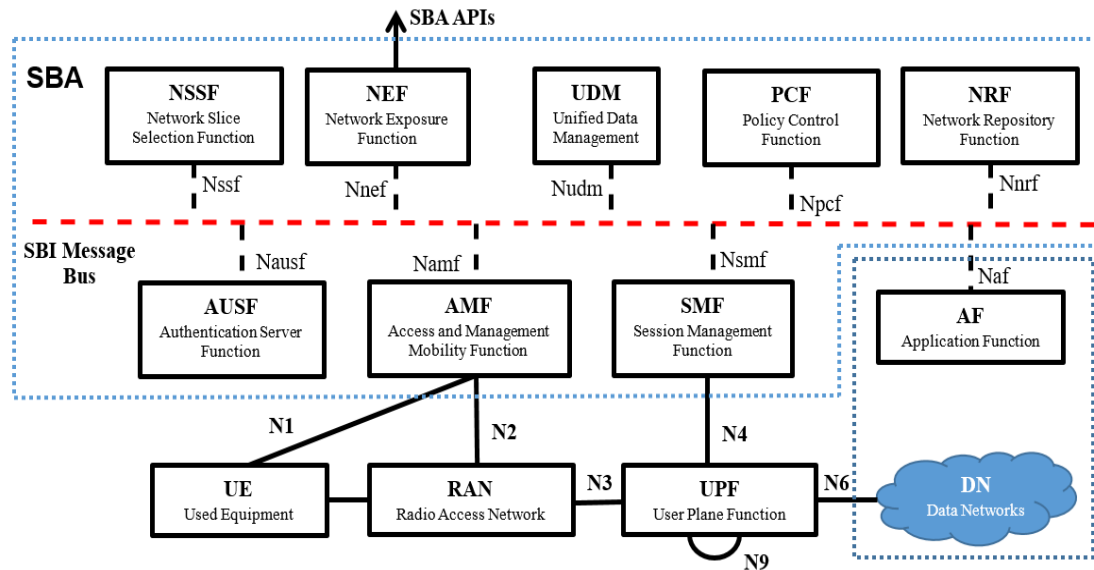 SBA APIs
SBA
NSSF
Network Slice
Selection Function
NEF
Network Exposure
Function
UDM
Unified Data
Management
PCF
Policy Control
Function
NRF
Network Repository
Function
Nssf
Nnef
Nudm
Npcf
Nnrf
SBI Message
Bus
Nausf
Namf
Nsmf
Naf
AUSF
Authentication Server
Function
AMF
Access and Management
Mobility Function
SMF
Session Management
Function
AF
Application Function
N1
N2
N4
UE
Used Equipment
RAN
Radio Access Network
N3
UPF
User Plane Function
N6
DN
Data Networks
N9